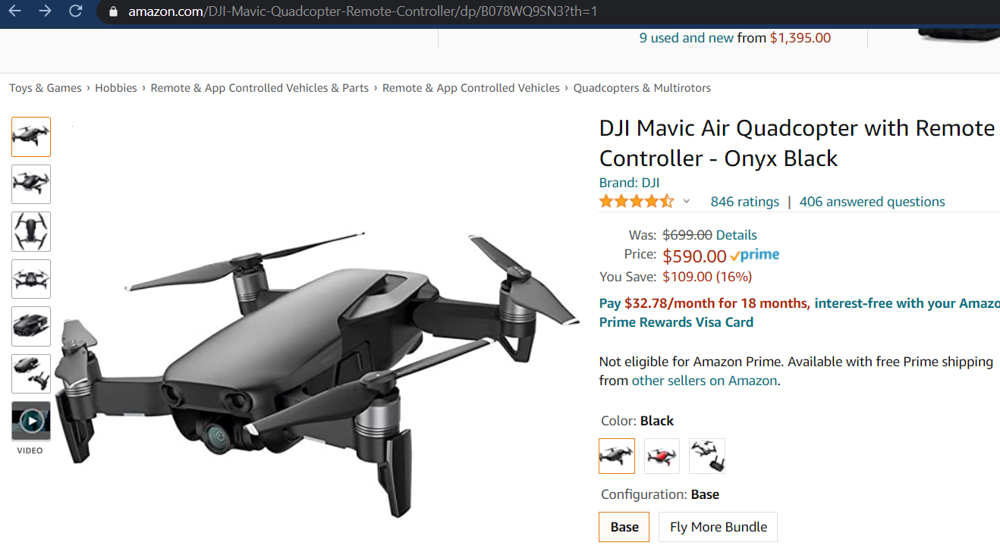 amazon.com/DJI-Mavic-Quadcopter-Remote-Controller/dp/B078WQ9SN3?th=1
9 used and new from $1,395.00
Toys & Games › Hobbies › Remote & App Controlled Vehicles & Parts › Remote & App Controlled Vehicles › Quadcopters & Multirotors
DJI Mavic Air Quadcopter with Remote
Controller - Onyx Black
Brand: DJI
846 ratings | 406 answered questions
Was: $699.00 Details
Price: $590.00 prime
You Save: $109.00 (16%)
Pay $32.78/month for 18 months, interest-free with your Amazo
Prime Rewards Visa Card
Not eligible for Amazon Prime. Available with free Prime shipping
from other sellers on Amazon.
Color: Black
VIDEO
Configuration: Base
Base Fly More Bundle